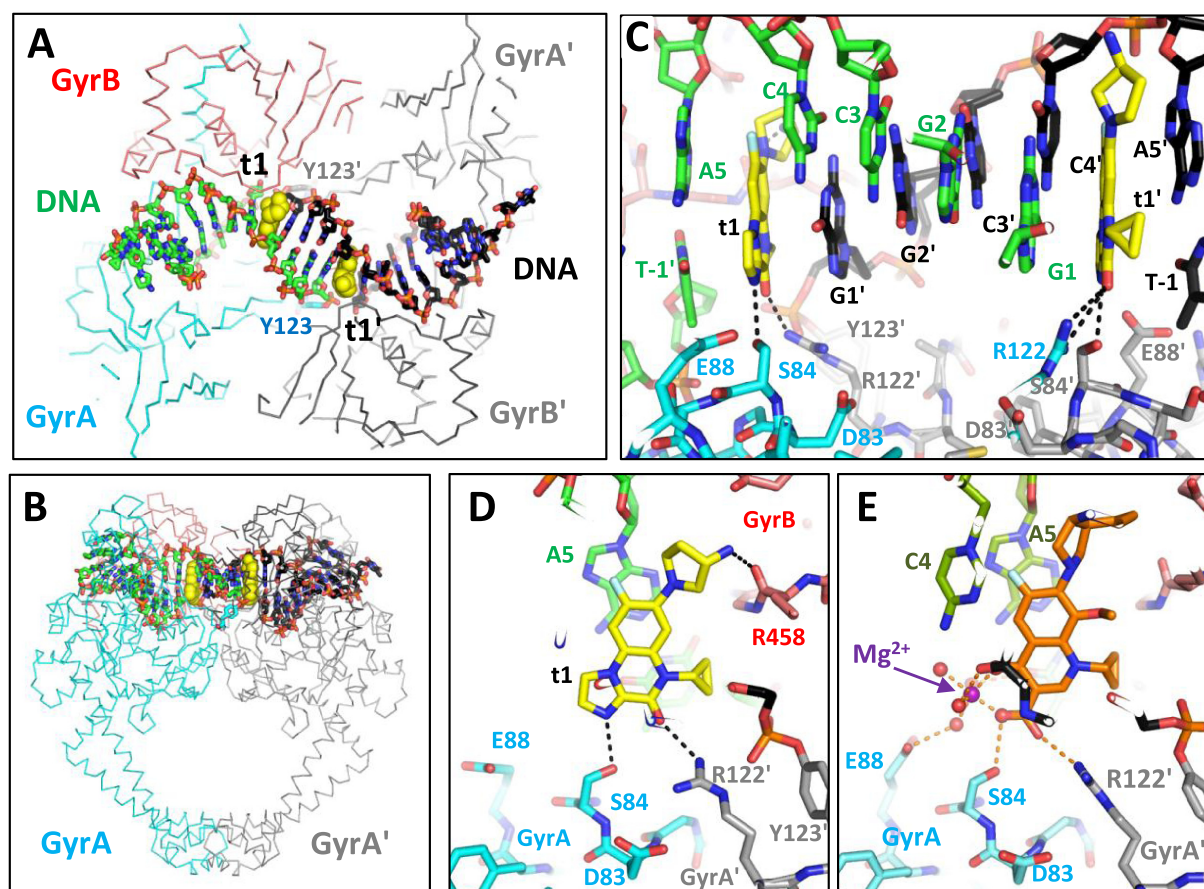 A
GyrB
GyrA'
t1
Y123'
DNA
DNA
Y123
t1'
GyrA
GyrB'
C
C4
C3
G2
A5
C4'
A5'
t1
t1'
G2'
C3'
T-1'
G1'
G1
T-1
Y123'
E88
S84
R122'
R122
E88'
S84'
D83
D83'
B
GyrA
GyrA'
D
GyrB
A5
R458
t1
E88
R122'
S84
GyrA
Y123'
D83
GyrA'
E
A5
C4
Mg²⁺
E88
R122'
S84
GyrA
D83
GyrA'